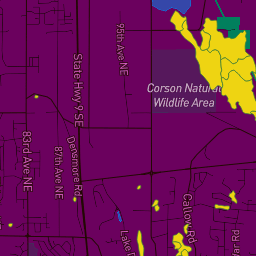 95th Ave NE
State Hwy 9 SE
Corson Natural
Wildlife Area
83rd Ave NE
87th Ave NE
Densmore Rd
Callow Rd
Lake